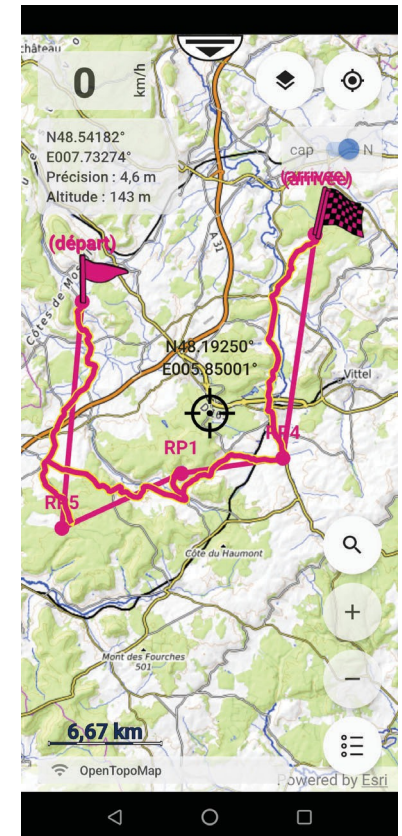 château
0 km/h
N48.54182°
E007.73274°
Précision : 4,6 m
Altitude : 143 m
cap N
(arrivée)
(départ)
A 31
Côtes de Mos
N48.19250°
E005.85001°
Vittel
RP4
RP1
RP5
Côte du Haumont
Mont des Fourches
501
6,67 km
OpenTopoMap
Powered by Esri